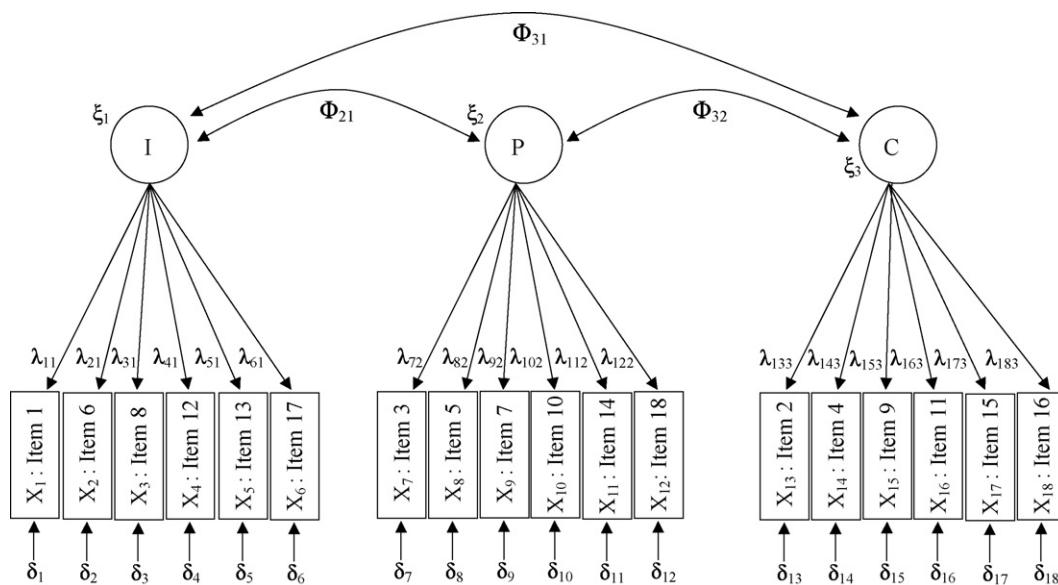 Φ31
ξ1 Φ21 ξ2 Φ32
I P C
ξ3
λ11 λ21 λ31 λ41 λ51 λ61 λ72 λ82 λ92 λ102 λ112 λ122 λ133 λ143 λ153 λ163 λ173 λ183
X1 : Item 1
X2 : Item 6
X3 : Item 8
X4 : Item 12
X5 : Item 13
X6 : Item 17
X7 : Item 3
X8 : Item 5
X9 : Item 7
X10 : Item 10
X11 : Item 14
X12 : Item 18
X13 : Item 2
X14 : Item 4
X15 : Item 9
X16 : Item 11
X17 : Item 15
X18 : Item 16
δ1 δ2 δ3 δ4 δ5 δ6 δ7 δ8 δ9 δ10 δ11 δ12 δ13 δ14 δ15 δ16 δ17 δ18